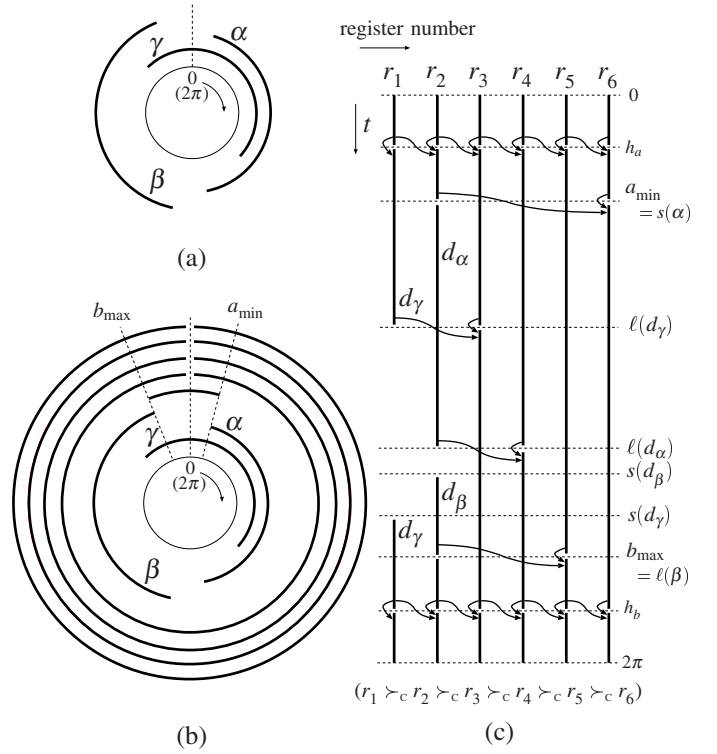 γ
α
0
(2π)
β
(a)
b_max
a_min
γ
α
0
(2π)
β
(b)
register number
r_1 r_2 r_3 r_4 r_5 r_6
0
t
h_a
a_min
= s(α)
d_α
d_γ
ℓ(d_γ)
ℓ(d_α)
s(d_β)
d_β
s(d_γ)
d_γ
b_max
= ℓ(β)
h_b
2π
(r_1 ≻_C r_2 ≻_C r_3 ≻_C r_4 ≻_C r_5 ≻_C r_6)
(c)